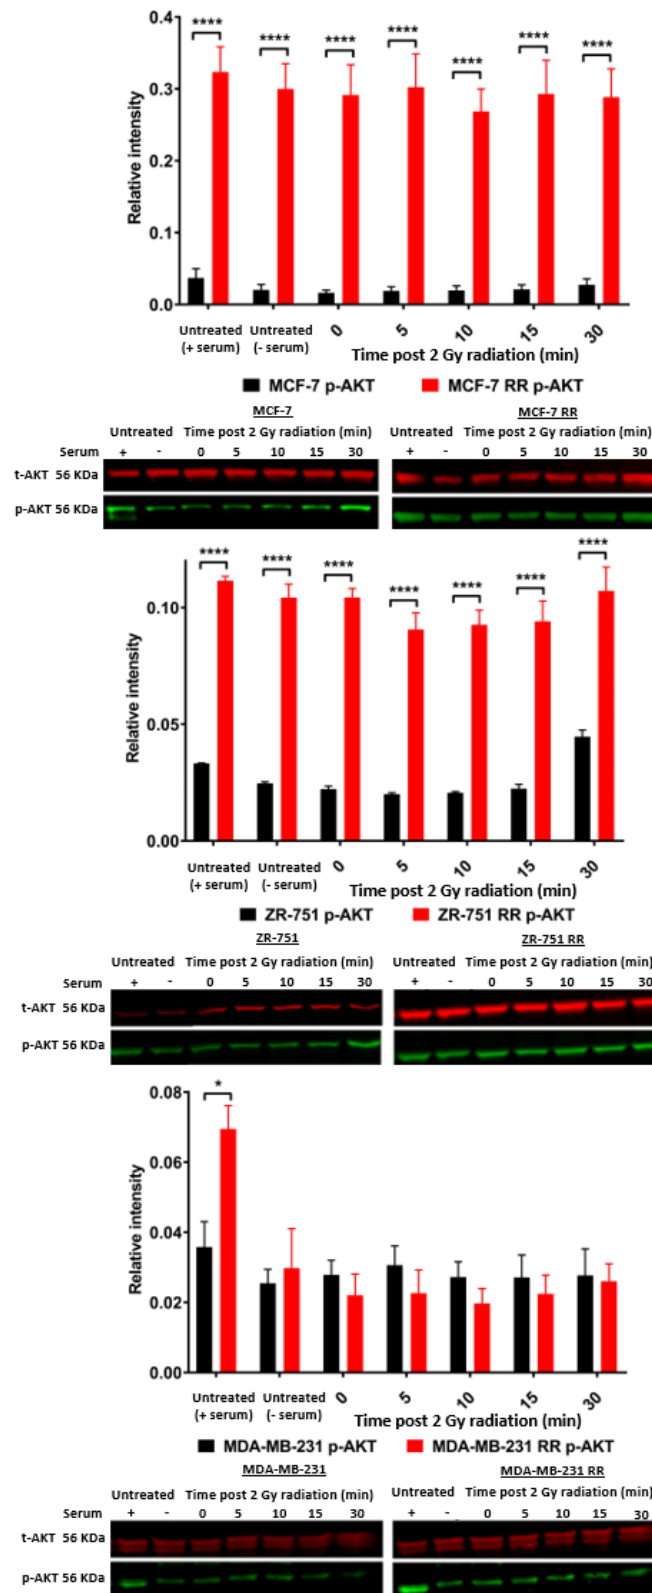 0.4
0.3
0.2
0.1
0.0
Relative intensity
**** **** **** **** **** **** ****
Untreated (+ serum) Untreated (- serum) 0 5 10 15 30
Time post 2 Gy radiation (min)
MCF-7 p-AKT MCF-7 RR p-AKT
MCF-7 MCF-7 RR
Untreated Time post 2 Gy radiation (min) Untreated Time post 2 Gy radiation (min)
Serum + - 0 5 10 15 30 + - 0 5 10 15 30
t-AKT 56 KDa
p-AKT 56 KDa
0.10
0.05
0.00
Relative intensity
**** **** **** **** **** **** ****
Untreated (+ serum) Untreated (- serum) 0 5 10 15 30
Time post 2 Gy radiation (min)
ZR-751 p-AKT ZR-751 RR p-AKT
ZR-751 ZR-751 RR
Untreated Time post 2 Gy radiation (min) Untreated Time post 2 Gy radiation (min)
Serum + - 0 5 10 15 30 + - 0 5 10 15 30
t-AKT 56 KDa
p-AKT 56 KDa
0.08
0.06
0.04
0.02
0.00
Relative intensity
*
Untreated (+ serum) Untreated (- serum) 0 5 10 15 30
Time post 2 Gy radiation (min)
MDA-MB-231 p-AKT MDA-MB-231 RR p-AKT
MDA-MB-231 MDA-MB-231 RR
Untreated Time post 2 Gy radiation (min) Untreated Time post 2 Gy radiation (min)
Serum + - 0 5 10 15 30 + - 0 5 10 15 30
t-AKT 56 KDa
p-AKT 56 KDa